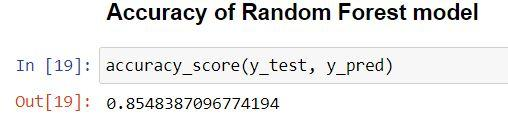 Accuracy of Random Forest model
In [19]: accuracy_score(y_test, y_pred)
Out[19]: 0.8548387096774194